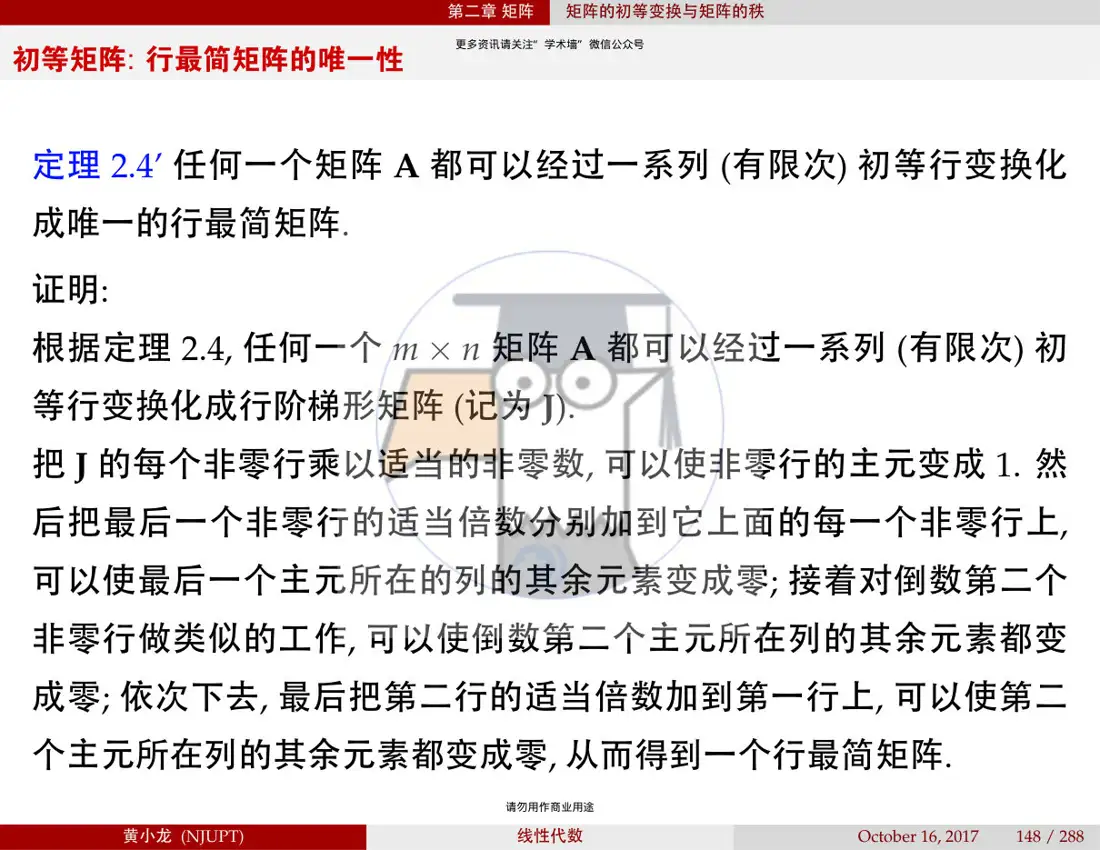 第二章 矩阵 矩阵的初等变换与矩阵的秩
更多资讯请关注“学术墙”微信公众号
初等矩阵: 行最简矩阵的唯一性
定理 2.4′ 任何一个矩阵 A 都可以经过一系列 (有限次) 初等行变换化
成唯一的行最简矩阵.
证明:
根据定理 2.4, 任何一个 m × n 矩阵 A 都可以经过一系列 (有限次) 初
等行变换化成行阶梯形矩阵 (记为 J).
把 J 的每个非零行乘以适当的非零数, 可以使非零行的主元变成 1. 然
后把最后一个非零行的适当倍数分别加到它上面的每一个非零行上,
可以使最后一个主元所在的列的其余元素变成零; 接着对倒数第二个
非零行做类似的工作, 可以使倒数第二个主元所在列的其余元素都变
成零; 依次下去, 最后把第二行的适当倍数加到第一行上, 可以使第二
个主元所在列的其余元素都变成零, 从而得到一个行最简矩阵.
请勿用作商业用途
黄小龙 (NJUPT) 线性代数 October 16, 2017 148 / 288